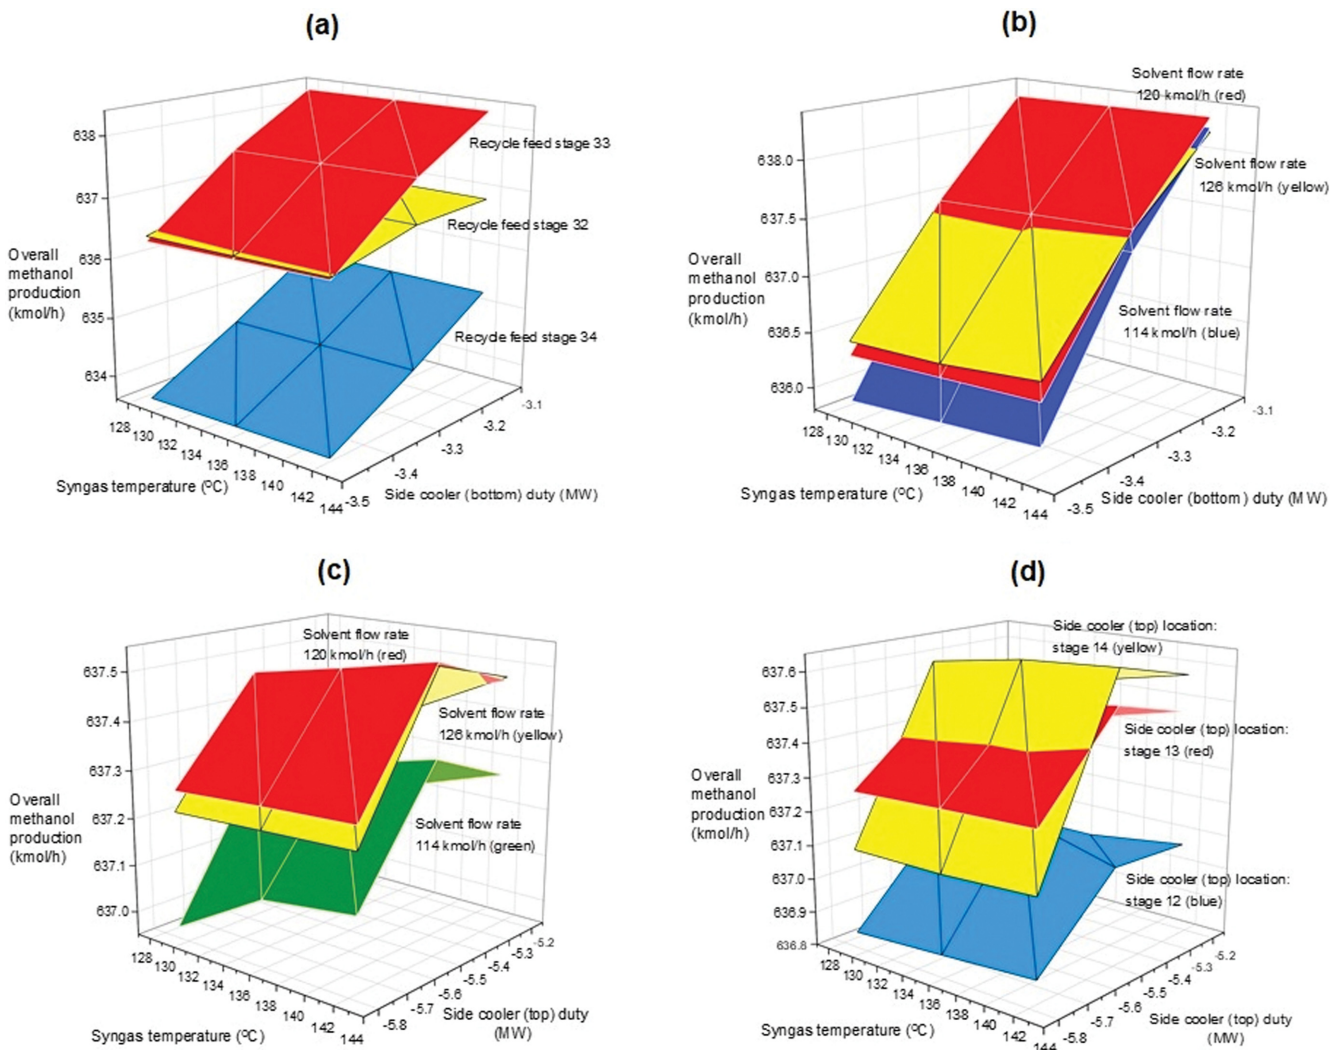 (a)
638
637
636
635
634
Overall
methanol
production
(kmol/h)
Recycle feed stage 33
Recycle feed stage 32
Recycle feed stage 34
128
130
132
134
136
138
140
142
144
Syngas temperature (ºC)
-3.5
-3.4
-3.3
-3.2
-3.1
Side cooler (bottom) duty (MW)
(b)
Solvent flow rate
120 kmol/h (red)
Solvent flow rate
126 kmol/h (yellow)
Solvent flow rate
114 kmol/h (blue)
638.0
637.5
637.0
636.5
636.0
Overall
methanol
production
(kmol/h)
128
130
132
134
136
138
140
142
144
Syngas temperature (ºC)
-3.5
-3.4
-3.3
-3.2
-3.1
Side cooler (bottom) duty (MW)
(c)
Solvent flow rate
120 kmol/h (red)
Solvent flow rate
126 kmol/h (yellow)
Solvent flow rate
114 kmol/h (green)
637.5
637.4
637.3
637.2
637.1
637.0
Overall
methanol
production
(kmol/h)
128
130
132
134
136
138
140
142
144
Syngas temperature (ºC)
-5.8
-5.7
-5.6
-5.5
-5.4
-5.3
-5.2
Side cooler (top) duty
(MW)
(d)
Side cooler (top) location:
stage 14 (yellow)
Side cooler (top) location:
stage 13 (red)
Side cooler (top) location:
stage 12 (blue)
637.6
637.5
637.4
637.3
637.2
637.1
637.0
636.9
636.8
Overall
methanol
production
(kmol/h)
128
130
132
134
136
138
140
142
144
Syngas temperature (ºC)
-5.8
-5.7
-5.6
-5.5
-5.4
-5.3
-5.2
Side cooler (top) duty
(MW)